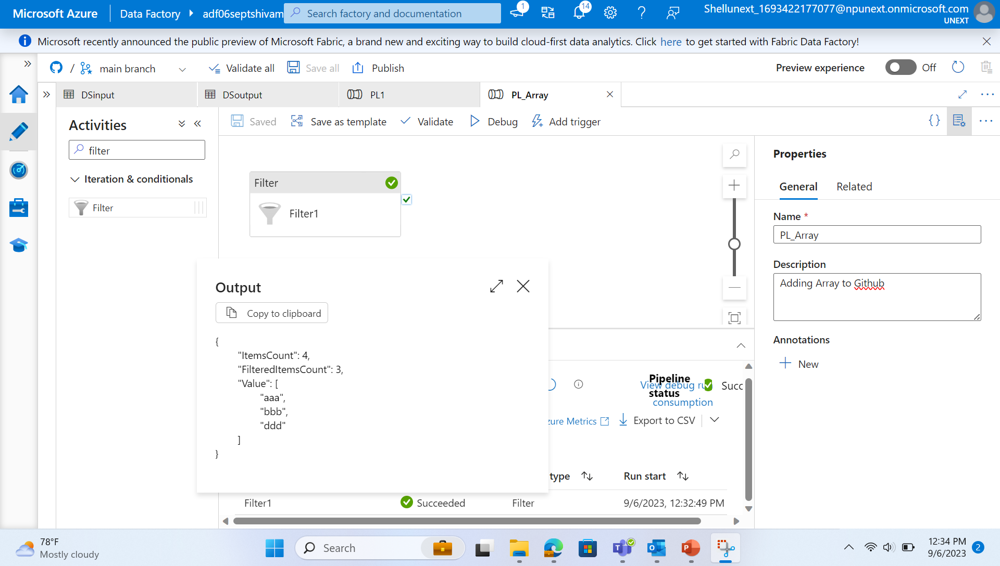 Microsoft Azure
Data Factory
adf06septshivam
Search factory and documentation
1
14
Shellunext_1693422177077@npunext.onmicrosoft.com
UNEXT
Microsoft recently announced the public preview of Microsoft Fabric, a brand new and exciting way to build cloud-first data analytics. Click here to get started with Fabric Data Factory!
/
main branch
Validate all
Save all
Publish
Preview experience
Off
DSinput
DSoutput
PL1
PL_Array
Activities
filter
Iteration & conditionals
Filter
Saved
Save as template
Validate
Debug
Add trigger
{}
Filter
Filter1
Properties
General
Related
Name *
PL_Array
Description
Adding Array to Github
Annotations
New
Output
Copy to clipboard
{
"ItemsCount": 4,
"FilteredItemsCount": 3,
"Value": [
"aaa",
"bbb",
"ddd"
]
}
Pipeline
status
View debug ru
consumption
Succ
zure Metrics
Export to CSV
type
Run start
Filter1
Succeeded
Filter
9/6/2023, 12:32:49 PM
78°F
Mostly cloudy
Search
12:34 PM
9/6/2023
2